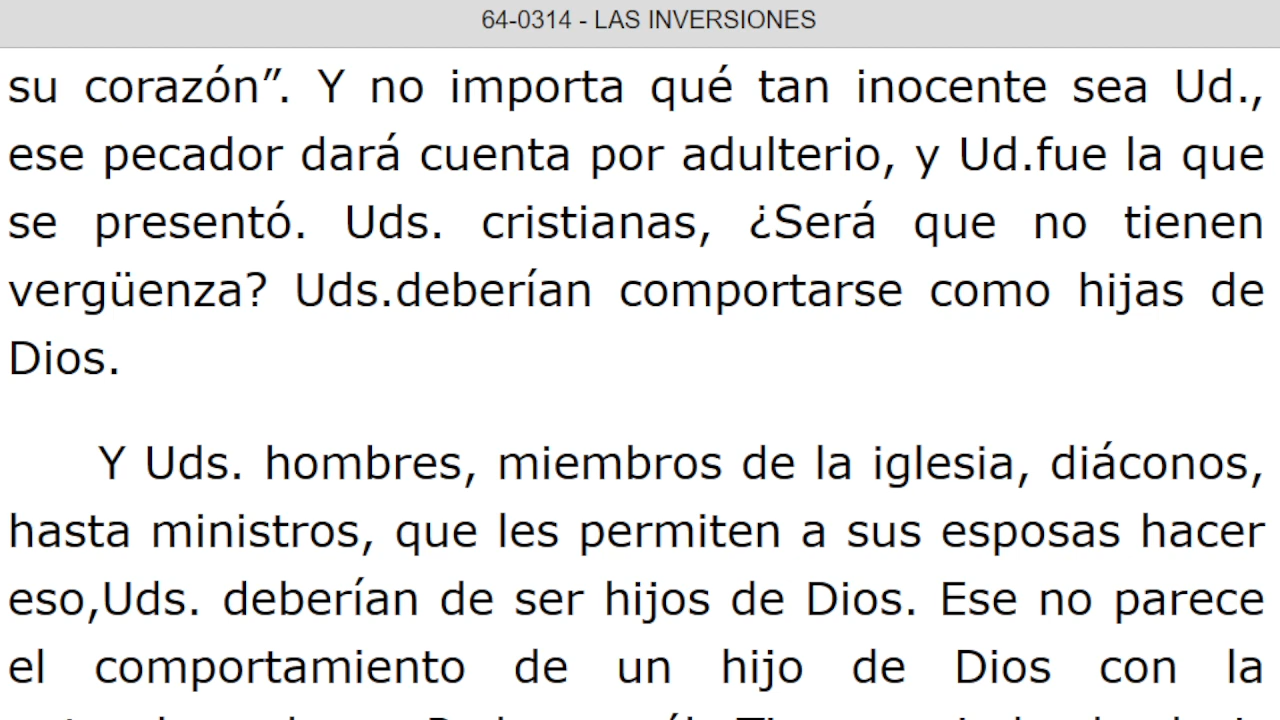 64-0314 - LAS INVERSIONES
su corazón”. Y no importa qué tan inocente sea Ud.,
ese pecador dará cuenta por adulterio, y Ud.fue la que
se presentó. Uds. cristianas, ¿Será que no tienen
vergüenza? Uds.deberían comportarse como hijas de
Dios.
Y Uds. hombres, miembros de la iglesia, diáconos,
hasta ministros, que les permiten a sus esposas hacer
eso,Uds. deberían de ser hijos de Dios. Ese no parece
el comportamiento de un hijo de Dios con la